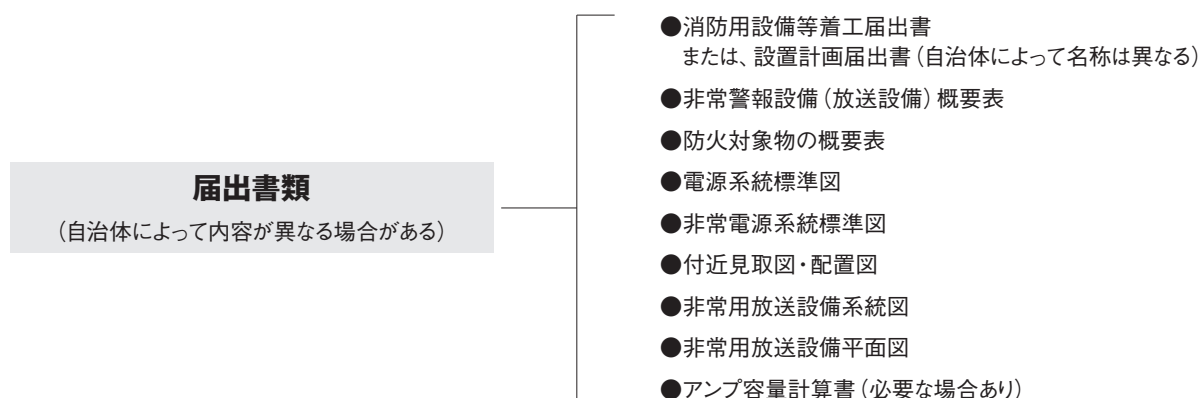 届出書類
（自治体によって内容が異なる場合がある）
●消防用設備等着工届出書
または、設置計画届出書（自治体によって名称は異なる）
●非常警報設備（放送設備）概要表
●防火対象物の概要表
●電源系統標準図
●非常電源系統標準図
●付近見取図・配置図
●非常用放送設備系統図
●非常用放送設備平面図
●アンプ容量計算書（必要な場合あり）